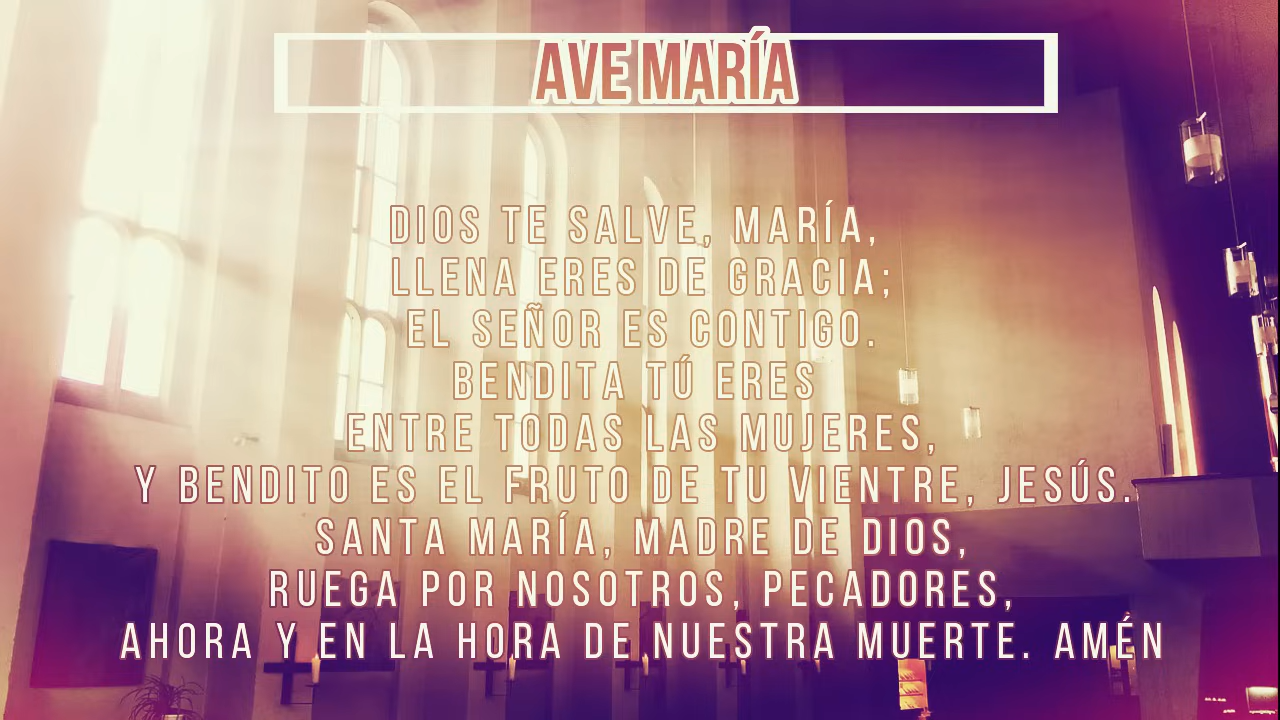 AVE MARÍA
DIOS TE SALVE, MARÍA,
LLENA ERES DE GRACIA;
EL SEÑOR ES CONTIGO.
BENDITA TÚ ERES
ENTRE TODAS LAS MUJERES,
Y BENDITO ES EL FRUTO DE TU VIENTRE, JESÚS.
SANTA MARÍA, MADRE DE DIOS,
RUEGA POR NOSOTROS, PECADORES,
AHORA Y EN LA HORA DE NUESTRA MUERTE. AMÉN